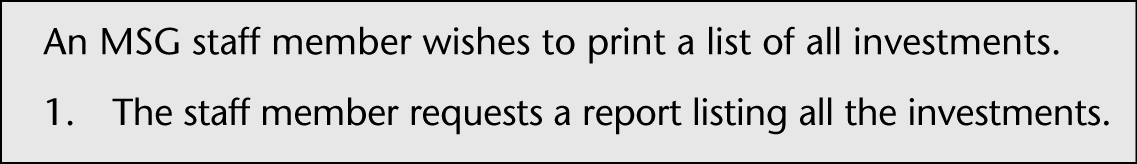 An MSG staff member wishes to print a list of all investments.
1. The staff member requests a report listing all the investments.